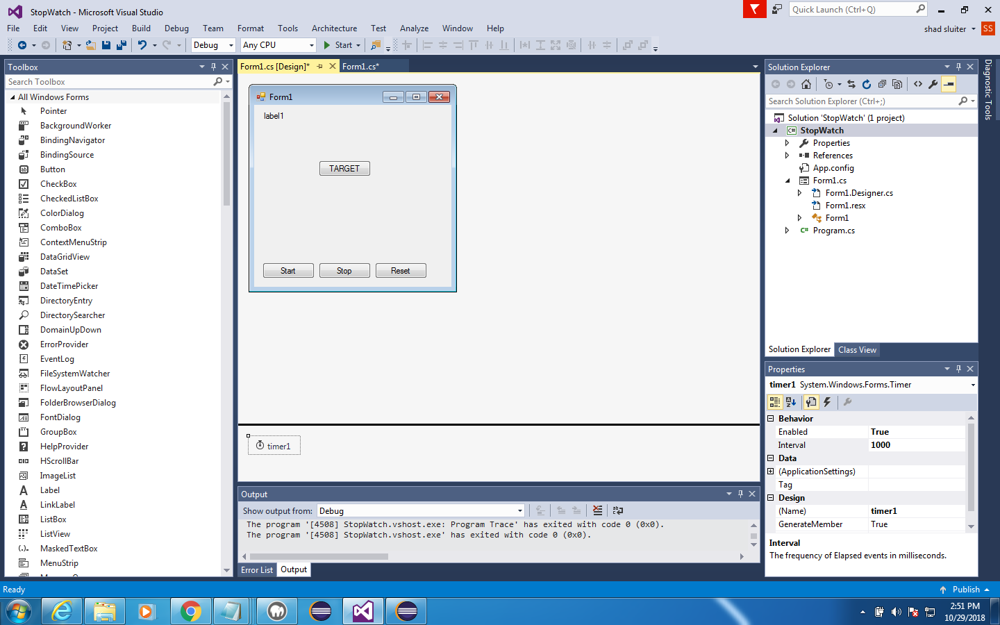 StopWatch - Microsoft Visual Studio
Quick Launch (Ctrl+Q)
File Edit View Project Build Debug Team Format Tools Architecture Test Analyze Window Help
shad sluiter SS
Debug Any CPU Start
Toolbox
Search Toolbox
All Windows Forms
Pointer
BackgroundWorker
BindingNavigator
BindingSource
Button
CheckBox
CheckedListBox
ColorDialog
ComboBox
ContextMenuStrip
DataGridView
DataSet
DateTimePicker
DirectoryEntry
DirectorySearcher
DomainUpDown
ErrorProvider
EventLog
FileSystemWatcher
FlowLayoutPanel
FolderBrowserDialog
FontDialog
GroupBox
HelpProvider
HScrollBar
ImageList
Label
LinkLabel
ListBox
ListView
MaskedTextBox
MenuStrip
Form1.cs [Design]* Form1.cs*
Form1
label1
TARGET
Start Stop Reset
timer1
Output
Show output from: Debug
The program '[4508] StopWatch.vshost.exe: Program Trace' has exited with code 0 (0x0).
The program '[4508] StopWatch.vshost.exe' has exited with code 0 (0x0).
Error List Output
Solution Explorer
Search Solution Explorer (Ctrl+;)
Solution 'StopWatch' (1 project)
C# StopWatch
Properties
References
App.config
Form1.cs
Form1.Designer.cs
Form1.resx
Form1
C# Program.cs
Solution Explorer Class View
Diagnostic Tools
Properties
timer1 System.Windows.Forms.Timer
Behavior
Enabled True
Interval 1000
Data
(ApplicationSettings)
Tag
Design
(Name) timer1
GenerateMember True
Interval
The frequency of Elapsed events in milliseconds.
Ready
Publish
2:51 PM
10/29/2018